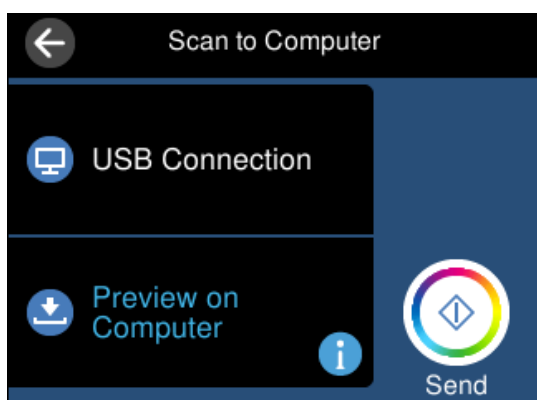 Scan to Computer
USB Connection
Preview on
Computer
i
Send